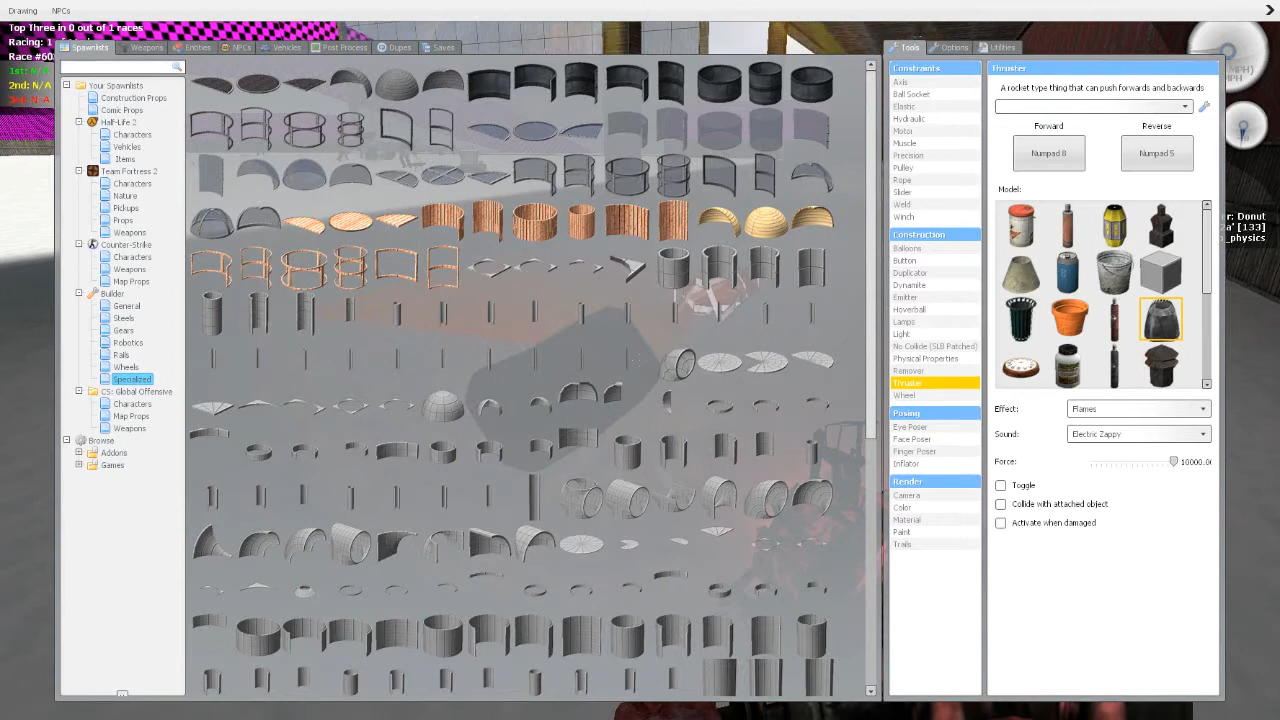 Drawing NPCs
Top Three in 0 out of 1 races
Racing: 1
Race #60
1st: N/A
2nd: N/A
3rd: N/A
Spawnlists Weapons Entities NPCs Vehicles Post Process Dupes Saves
Your Spawnlists
Construction Props
Comic Props
Half-Life 2
Characters
Vehicles
Items
Team Fortress 2
Characters
Nature
Pickups
Props
Weapons
Counter-Strike
Characters
Weapons
Map Props
Builder
General
Steels
Gears
Robotics
Rails
Wheels
Specialized
CS: Global Offensive
Characters
Map Props
Weapons
Browse
Addons
Games
Tools Options Utilities
Constraints
Axis
Ball Socket
Elastic
Hydraulic
Motor
Muscle
Precision
Pulley
Rope
Slider
Weld
Winch
Construction
Balloons
Button
Duplicator
Dynamite
Emitter
Hoverball
Lamps
Light
No Collide (SLB Patched)
Physical Properties
Remover
Thruster
Wheel
Posing
Eye Poser
Face Poser
Finger Poser
Inflator
Render
Camera
Color
Material
Paint
Trails
Thruster
A rocket type thing that can push forwards and backwards
Forward Reverse
Numpad 8 Numpad 5
Model:
Effect: Flames
Sound: Electric Zappy
Force: 10000.0
Toggle
Collide with attached object
Activate when damaged
MPH)
r: Donut
a' [133]
_physics